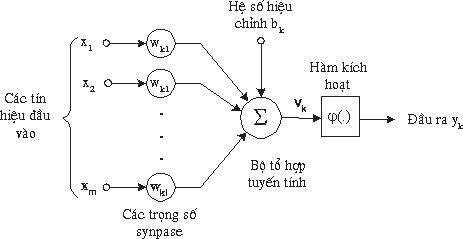 Hệ số hiệu
chỉnh bk
x1
wk1
x2
wk1
Hàm kích
hoạt
Các tín
hiệu đầu
vào
.
.
.
Σ
vk
φ(.)
Đầu ra yk
Bộ tổ hợp
tuyến tính
xm
wk1
Các trọng số
synpase